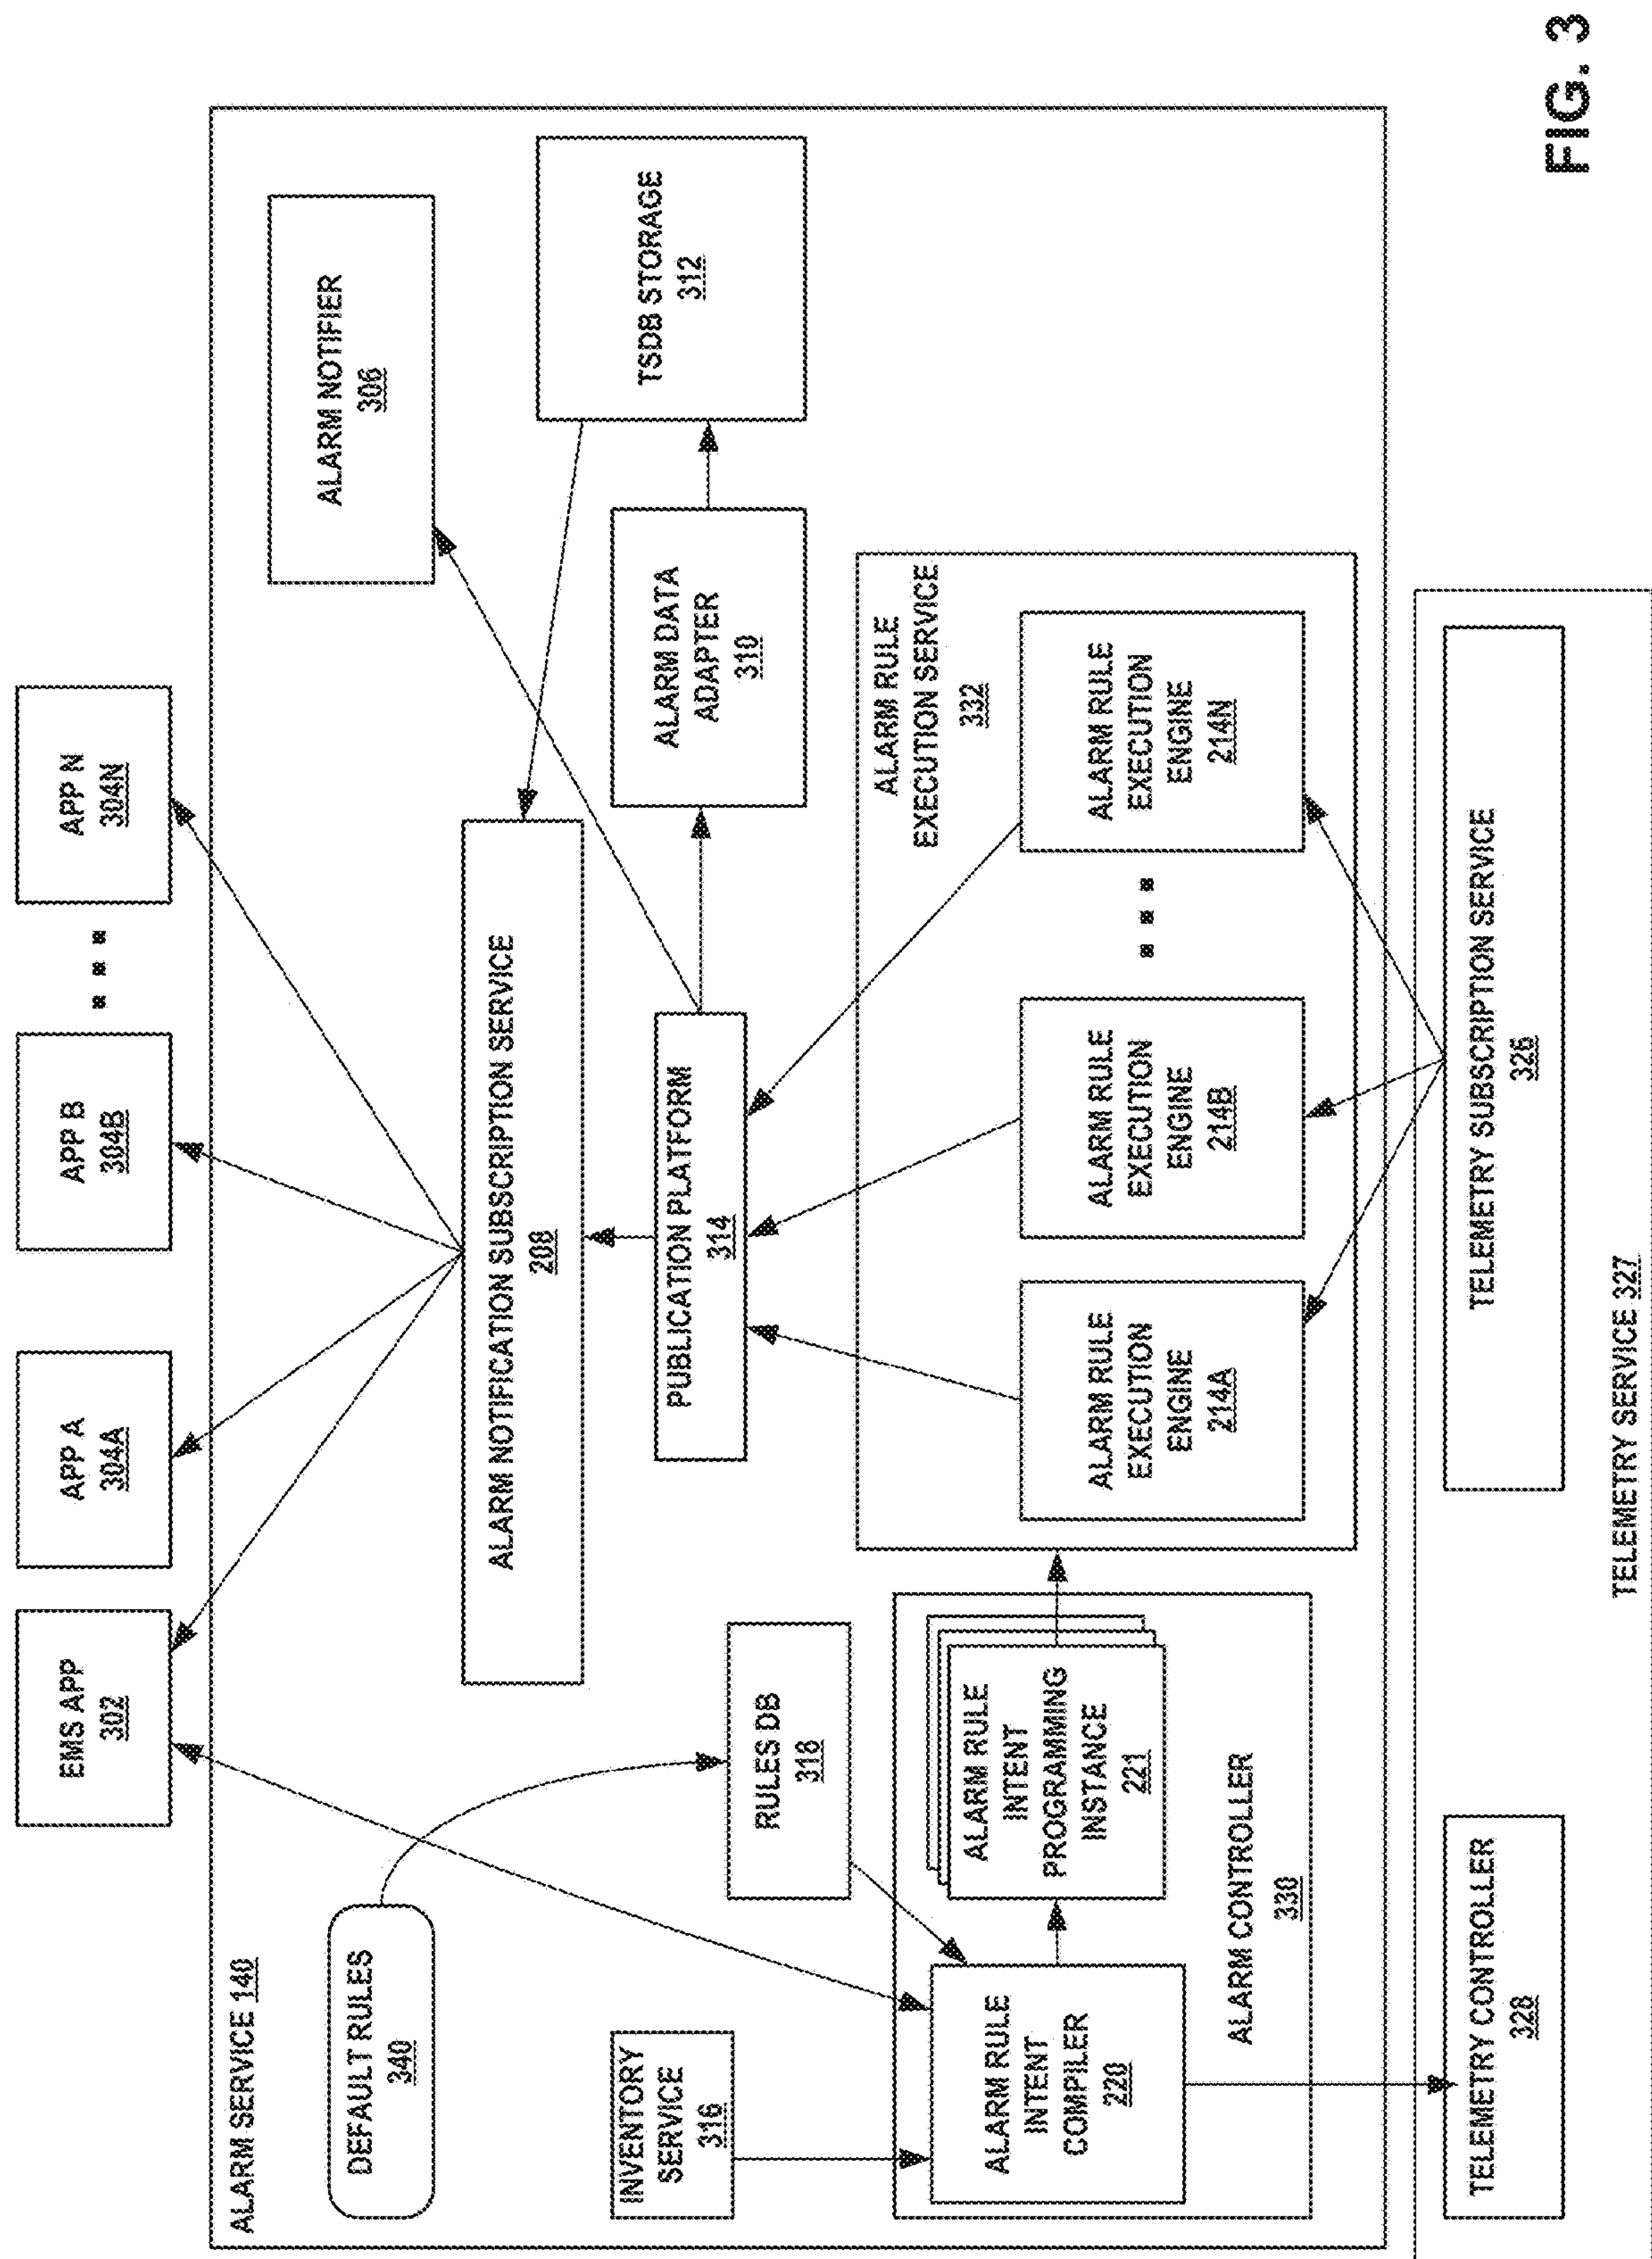 EMS APP
302
APP A
304A
APP B
304B
APP N
304N
ALARM SERVICE 140
DEFAULT RULES
340
ALARM NOTIFIER
306
ALARM NOTIFICATION SUBSCRIPTION SERVICE
208
TSDB STORAGE
312
INVENTORY
SERVICE
316
RULES DB
318
PUBLICATION PLATFORM
314
ALARM DATA
ADAPTER
310
ALARM RULE
INTENT
COMPILER
220
ALARM RULE
INTENT
PROGRAMMING
INSTANCE
221
ALARM CONTROLLER
330
ALARM RULE
EXECUTION SERVICE
332
ALARM RULE
EXECUTION
ENGINE
214A
ALARM RULE
EXECUTION
ENGINE
214B
ALARM RULE
EXECUTION
ENGINE
214N
TELEMETRY CONTROLLER
328
TELEMETRY SUBSCRIPTION SERVICE
326
TELEMETRY SERVICE 327
FIG. 3